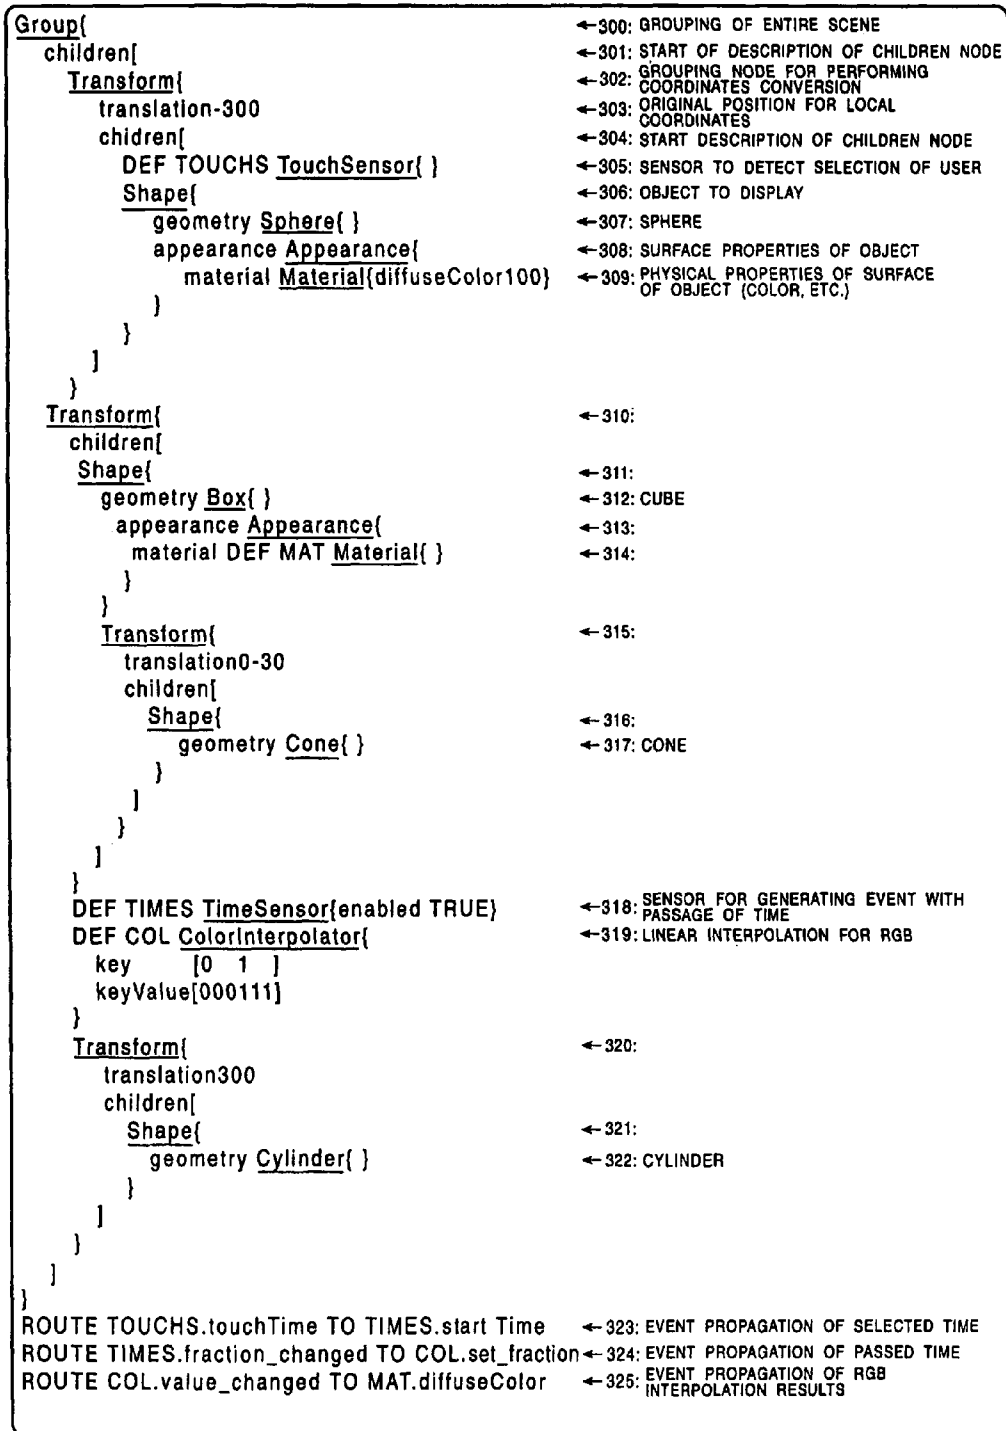 Group{ ←300: GROUPING OF ENTIRE SCENE
children[ ←301: START OF DESCRIPTION OF CHILDREN NODE
Transform{ ←302: GROUPING NODE FOR PERFORMING COORDINATES CONVERSION
translation-300 ←303: ORIGINAL POSITION FOR LOCAL COORDINATES
chidren[ ←304: START DESCRIPTION OF CHILDREN NODE
DEF TOUCHS TouchSensor{ } ←305: SENSOR TO DETECT SELECTION OF USER
Shape{ ←306: OBJECT TO DISPLAY
geometry Sphere{ } ←307: SPHERE
appearance Appearance{ ←308: SURFACE PROPERTIES OF OBJECT
material Material{diffuseColor100} ←309: PHYSICAL PROPERTIES OF SURFACE OF OBJECT (COLOR, ETC.)
}
}
]
}
Transform{ ←310:
children[
Shape{ ←311:
geometry Box{ } ←312: CUBE
appearance Appearance{ ←313:
material DEF MAT Material{ } ←314:
}
}
Transform{ ←315:
translation0-30
children[
Shape{ ←316:
geometry Cone{ } ←317: CONE
}
]
}
]
}
DEF TIMES TimeSensor{enabled TRUE} ←318: SENSOR FOR GENERATING EVENT WITH PASSAGE OF TIME
DEF COL ColorInterpolator{ ←319: LINEAR INTERPOLATION FOR RGB
key [0 1 ]
keyValue[000111]
}
Transform{ ←320:
translation300
children[
Shape{ ←321:
geometry Cylinder{ } ←322: CYLINDER
}
]
}
]
}
ROUTE TOUCHS.touchTime TO TIMES.start Time ←323: EVENT PROPAGATION OF SELECTED TIME
ROUTE TIMES.fraction_changed TO COL.set_fraction ←324: EVENT PROPAGATION OF PASSED TIME
ROUTE COL.value_changed TO MAT.diffuseColor ←325: EVENT PROPAGATION OF RGB INTERPOLATION RESULTS